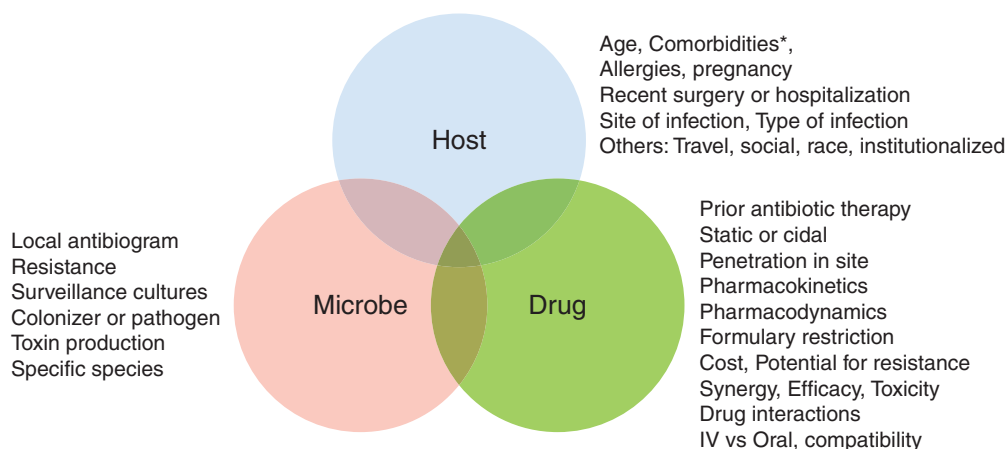 Age, Comorbidities*,
Allergies, pregnancy
Recent surgery or hospitalization
Site of infection, Type of infection
Others: Travel, social, race, institutionalized
Host
Local antibiogram
Resistance
Surveillance cultures
Colonizer or pathogen
Toxin production
Specific species
Microbe
Drug
Prior antibiotic therapy
Static or cidal
Penetration in site
Pharmacokinetics
Pharmacodynamics
Formulary restriction
Cost, Potential for resistance
Synergy, Efficacy, Toxicity
Drug interactions
IV vs Oral, compatibility